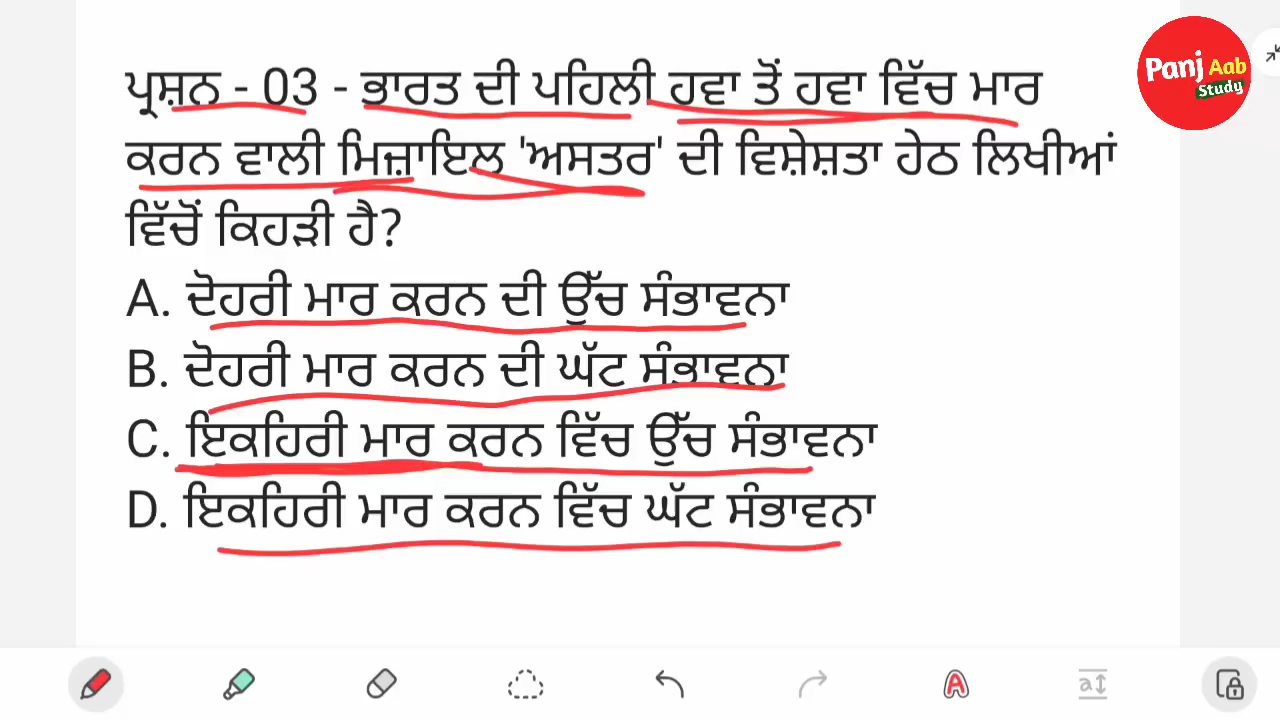 Panj Aab
Study
ਪ੍ਰਸ਼ਨ - 03 - ਭਾਰਤ ਦੀ ਪਹਿਲੀ ਹਵਾ ਤੋਂ ਹਵਾ ਵਿੱਚ ਮਾਰ
ਕਰਨ ਵਾਲੀ ਮਿਜ਼ਾਇਲ 'ਅਸਤਰ' ਦੀ ਵਿਸ਼ੇਸ਼ਤਾ ਹੇਠ ਲਿਖੀਆਂ
ਵਿੱਚੋਂ ਕਿਹੜੀ ਹੈ?
A. ਦੋਹਰੀ ਮਾਰ ਕਰਨ ਦੀ ਉੱਚ ਸੰਭਾਵਨਾ
B. ਦੋਹਰੀ ਮਾਰ ਕਰਨ ਦੀ ਘੱਟ ਸੰਭਾਵਨਾ
C. ਇਕਹਿਰੀ ਮਾਰ ਕਰਨ ਵਿੱਚ ਉੱਚ ਸੰਭਾਵਨਾ
D. ਇਕਹਿਰੀ ਮਾਰ ਕਰਨ ਵਿੱਚ ਘੱਟ ਸੰਭਾਵਨਾ
A
a